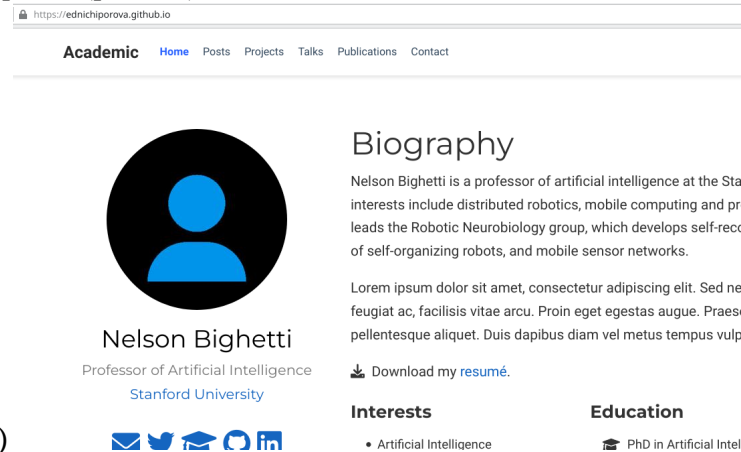 https://ednichiporova.github.io
Academic Home Posts Projects Talks Publications Contact
Biography
Nelson Bighetti is a professor of artificial intelligence at the Sta
interests include distributed robotics, mobile computing and pr
leads the Robotic Neurobiology group, which develops self-reco
of self-organizing robots, and mobile sensor networks.
Lorem ipsum dolor sit amet, consectetur adipiscing elit. Sed ne
feugiat ac, facilisis vitae arcu. Proin eget egestas augue. Praese
pellentesque aliquet. Duis dapibus diam vel metus tempus vulp
Download my resumé.
Nelson Bighetti
Professor of Artificial Intelligence
Stanford University
)
in
Interests
• Artificial Intelligence
Education
PhD in Artificial Intel